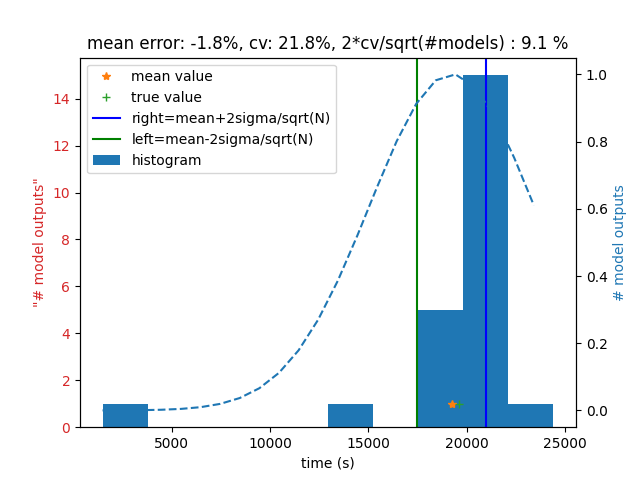 mean error: -1.8%, cv: 21.8%, 2*cv/sqrt(#models) : 9.1 %
mean value
true value
right=mean+2sigma/sqrt(N)
left=mean-2sigma/sqrt(N)
histogram
14
12
10
8
6
4
2
0
"# model outputs"
1.0
0.8
0.6
0.4
0.2
0.0
# model outputs
5000 10000 15000 20000 25000
time (s)